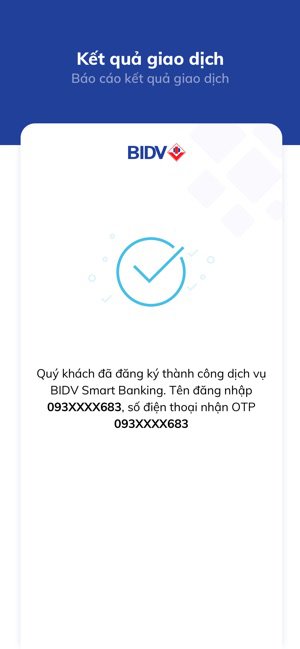 Kết quả giao dịch
Báo cáo kết quả giao dịch
BIDV
Quý khách đã đăng ký thành công dịch vụ
BIDV Smart Banking. Tên đăng nhập
093XXXX683, số điện thoại nhận OTP
093XXXX683